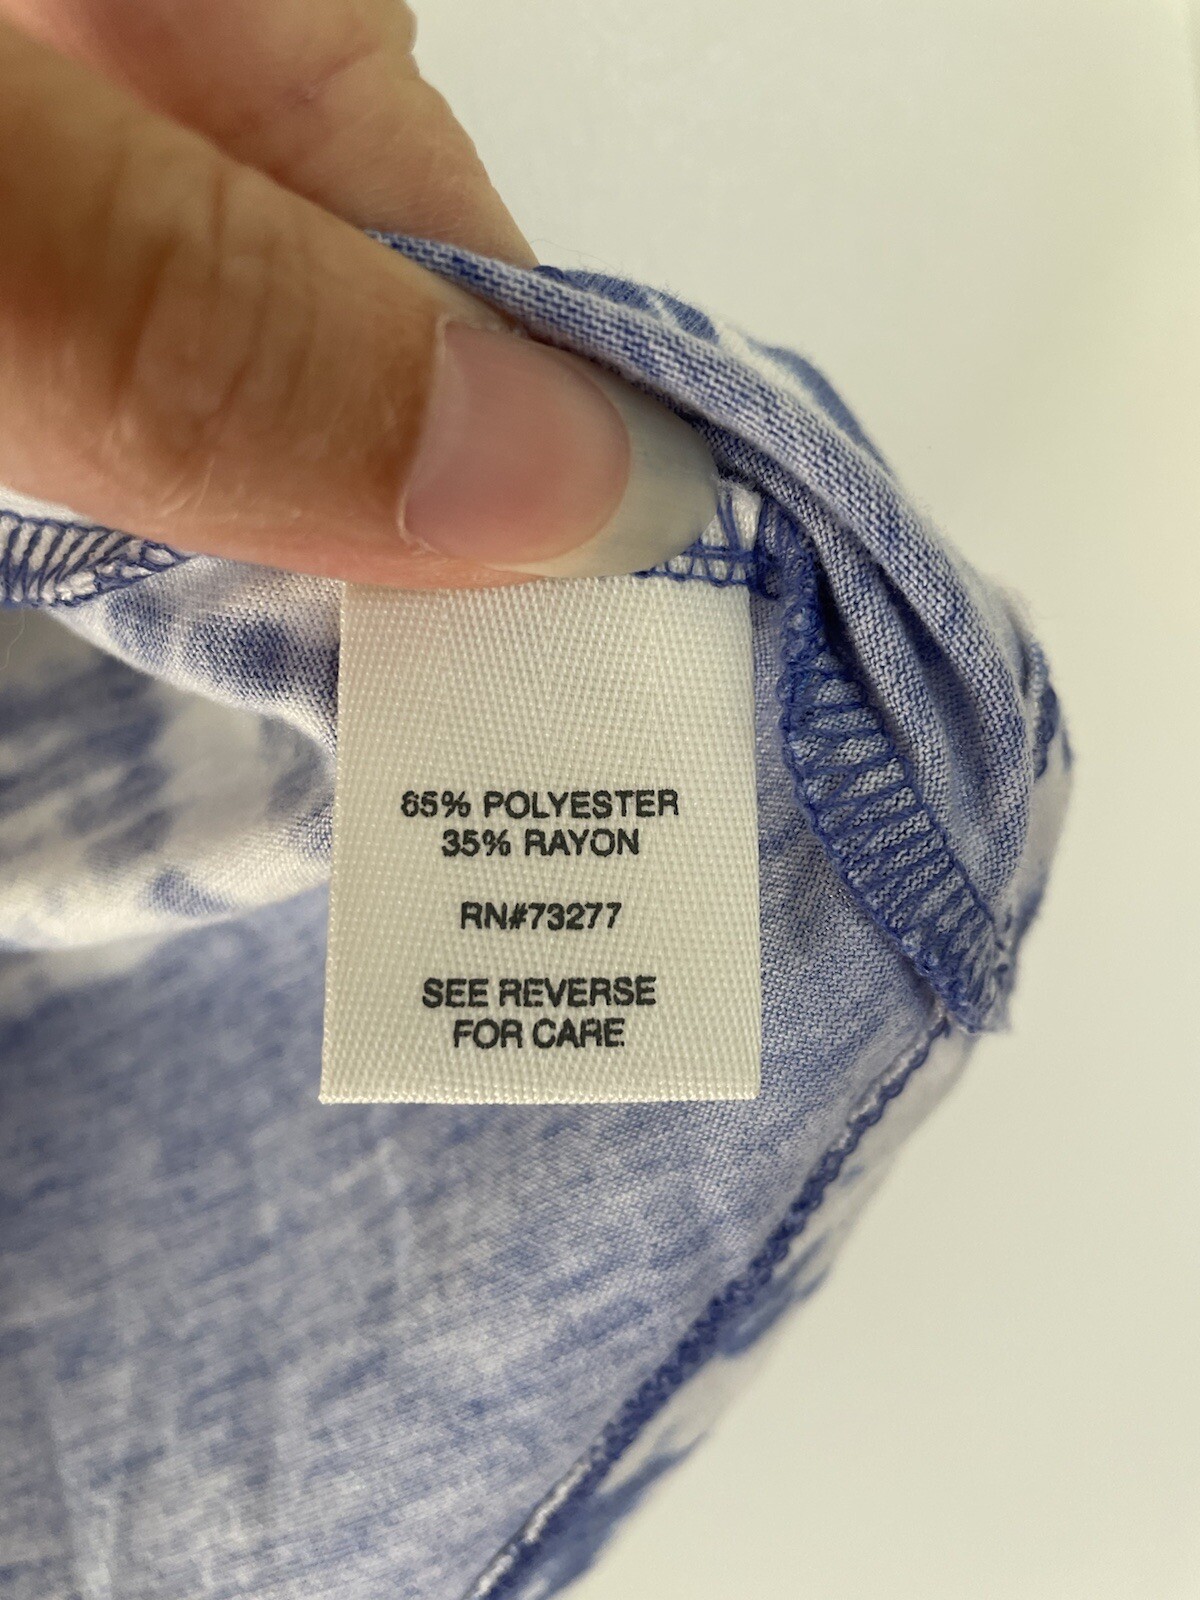 65% POLYESTER
35% RAYON
RN#73277
SEE REVERSE
FOR CARE